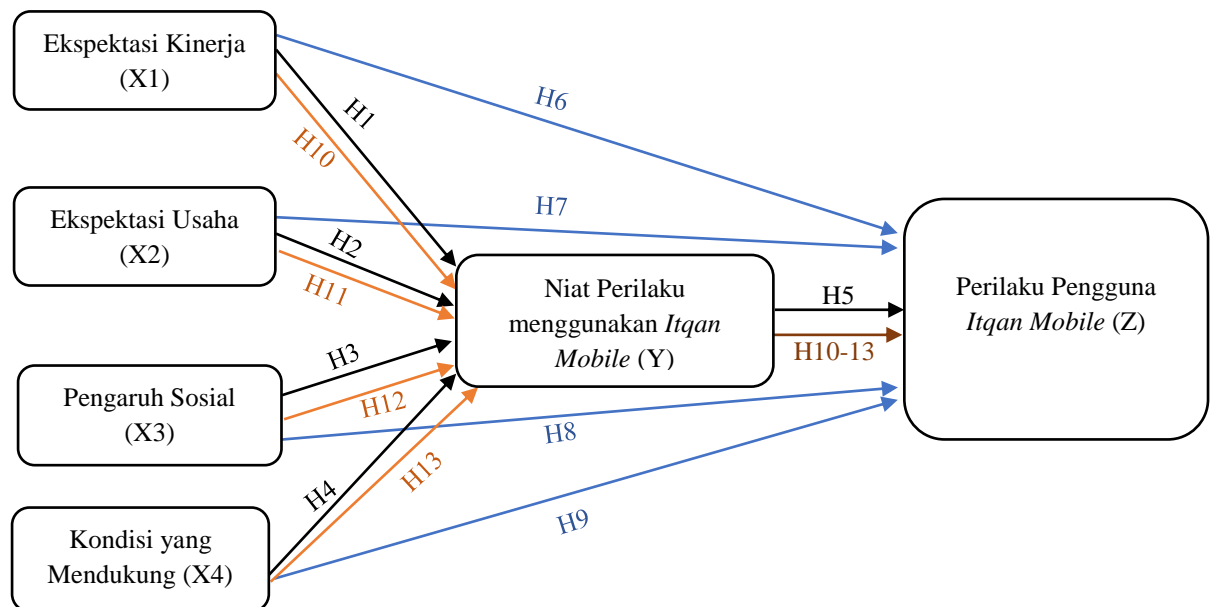 Ekspektasi Kinerja
(X1)
H6
H1
H10
Ekspektasi Usaha
(X2)
H7
H2
H11
Niat Perilaku
menggunakan Itqan
Mobile (Y)
H5
H10-13
Perilaku Pengguna
Itqan Mobile (Z)
Pengaruh Sosial
(X3)
H3
H12
H8
H4
H13
H9
Kondisi yang
Mendukung (X4)